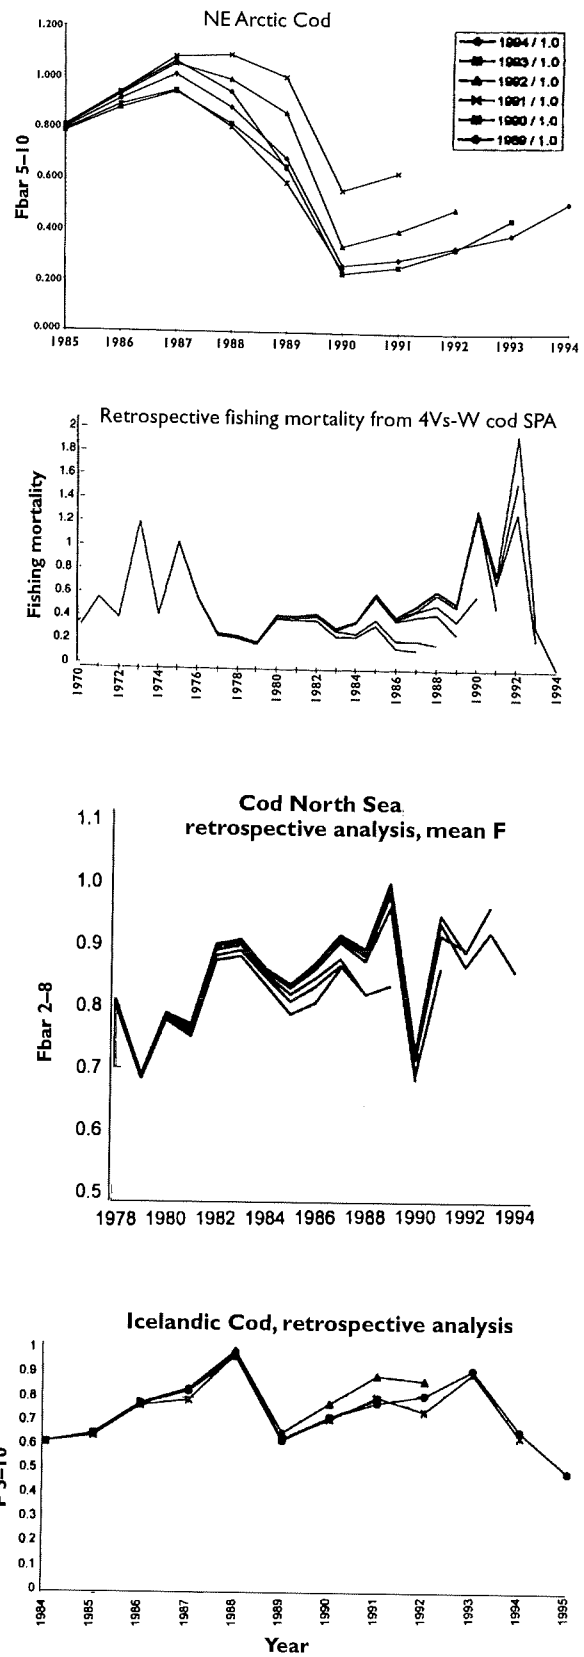 NE Arctic Cod
1.200
1.000
0.800
0.600
0.400
0.200
0.000
Fbar 5–10
1994 / 1.0
1993 / 1.0
1992 / 1.0
1991 / 1.0
1990 / 1.0
1989 / 1.0
1985 1986 1987 1988 1989 1990 1991 1992 1993 1994
Retrospective fishing mortality from 4Vs-W cod SPA
2
1.8
1.6
1.4
1.2
1
0.8
0.6
0.4
0.2
0
Fishing mortality
1970 1972 1974 1976 1978 1980 1982 1984 1986 1988 1990 1992 1994
Cod North Sea
retrospective analysis, mean F
1.1
1.0
0.9
0.8
0.7
0.6
0.5
Fbar 2–8
1978 1980 1982 1984 1986 1988 1990 1992 1994
Icelandic Cod, retrospective analysis
1
0.9
0.8
0.7
0.6
0.5
0.4
0.3
0.2
0.1
0
1984 1985 1986 1987 1988 1989 1990 1991 1992 1993 1994 1995
Year